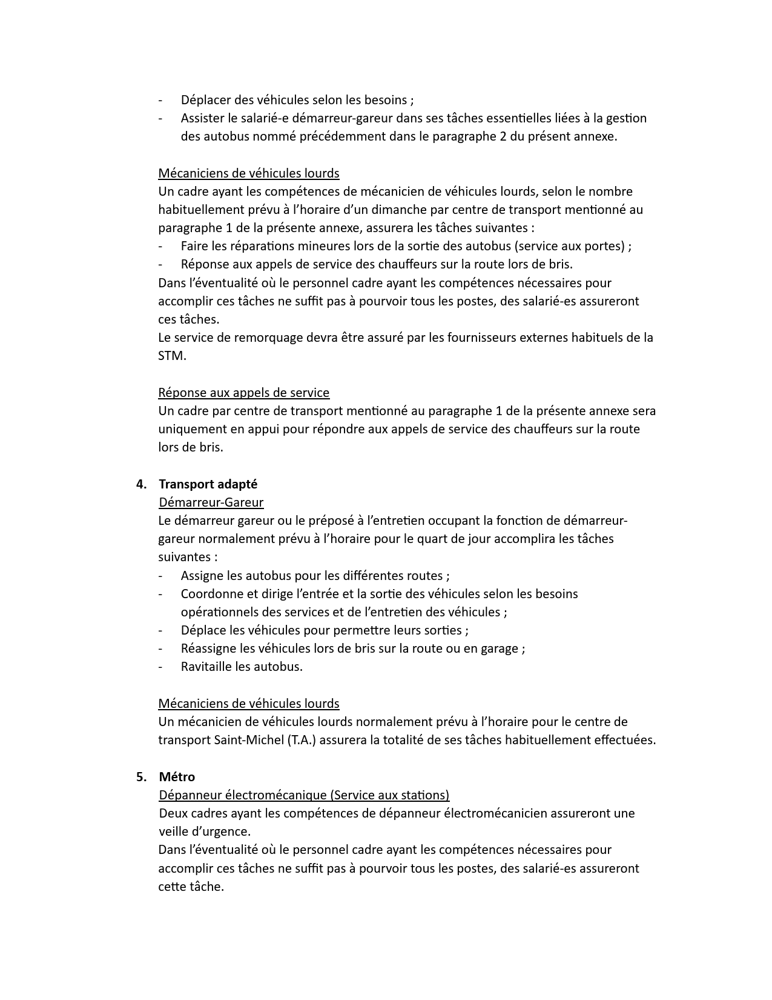 - Déplacer des véhicules selon les besoins ;
- Assister le salarié-e démarreur-gareur dans ses tâches essentielles liées à la gestion
des autobus nommé précédemment dans le paragraphe 2 du présent annexe.
Mécaniciens de véhicules lourds
Un cadre ayant les compétences de mécanicien de véhicules lourds, selon le nombre
habituellement prévu à l’horaire d’un dimanche par centre de transport mentionné au
paragraphe 1 de la présente annexe, assurera les tâches suivantes :
- Faire les réparations mineures lors de la sortie des autobus (service aux portes) ;
- Réponse aux appels de service des chauffeurs sur la route lors de bris.
Dans l’éventualité où le personnel cadre ayant les compétences nécessaires pour
accomplir ces tâches ne suffit pas à pourvoir tous les postes, des salarié-es assureront
ces tâches.
Le service de remorquage devra être assuré par les fournisseurs externes habituels de la
STM.
Réponse aux appels de service
Un cadre par centre de transport mentionné au paragraphe 1 de la présente annexe sera
uniquement en appui pour répondre aux appels de service des chauffeurs sur la route
lors de bris.
4. Transport adapté
Démarreur-Gareur
Le démarreur gareur ou le préposé à l’entretien occupant la fonction de démarreur-
gareur normalement prévu à l’horaire pour le quart de jour accomplira les tâches
suivantes :
- Assigne les autobus pour les différentes routes ;
- Coordonne et dirige l’entrée et la sortie des véhicules selon les besoins
opérationnels des services et de l’entretien des véhicules ;
- Déplace les véhicules pour permettre leurs sorties ;
- Réassigne les véhicules lors de bris sur la route ou en garage ;
- Ravitaille les autobus.
Mécaniciens de véhicules lourds
Un mécanicien de véhicules lourds normalement prévu à l’horaire pour le centre de
transport Saint-Michel (T.A.) assurera la totalité de ses tâches habituellement effectuées.
5. Métro
Dépanneur électromécanique (Service aux stations)
Deux cadres ayant les compétences de dépanneur électromécanicien assureront une
veille d’urgence.
Dans l’éventualité où le personnel cadre ayant les compétences nécessaires pour
accomplir ces tâches ne suffit pas à pourvoir tous les postes, des salarié-es assureront
cette tâche.